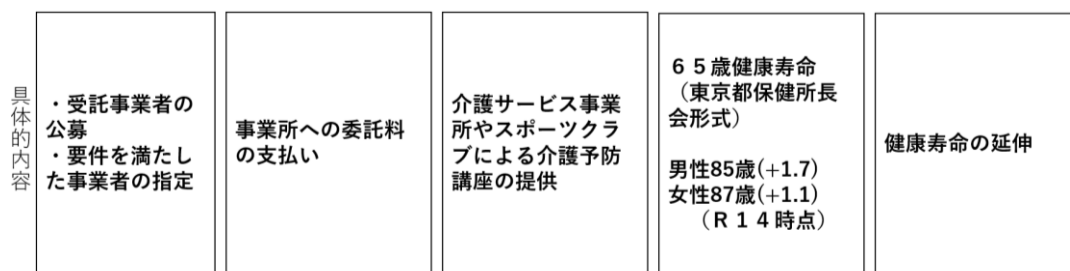 具体的内容
・受託事業者の
公募
・要件を満たし
た事業者の指定
事業所への委託料
の支払い
介護サービス事業
所やスポーツクラ
ブによる介護予防
講座の提供
６５歳健康寿命
（東京都保健所長
会形式）
男性85歳(+1.7)
女性87歳(+1.1)
（Ｒ１４時点）
健康寿命の延伸